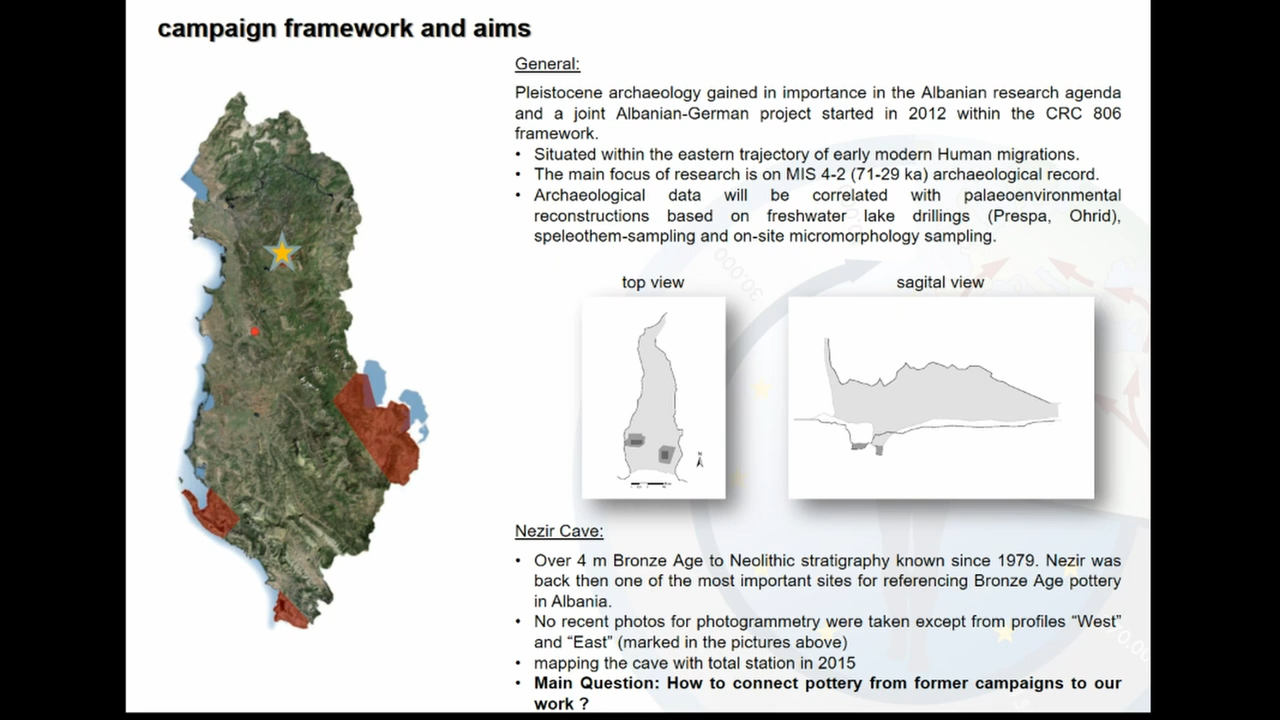 campaign framework and aims
General:
Pleistocene archaeology gained in importance in the Albanian research agenda
and a joint Albanian-German project started in 2012 within the CRC 806
framework.
• Situated within the eastern trajectory of early modern Human migrations.
• The main focus of research is on MIS 4-2 (71-29 ka) archaeological record.
• Archaeological data will be correlated with palaeoenvironmental
reconstructions based on freshwater lake drillings (Prespa, Ohrid),
speleothem-sampling and on-site micromorphology sampling.
30.000
top view
sagital view
N
Nezir Cave:
• Over 4 m Bronze Age to Neolithic stratigraphy known since 1979. Nezir was
back then one of the most important sites for referencing Bronze Age pottery
in Albania.
• No recent photos for photogrammetry were taken except from profiles “West”
and “East” (marked in the pictures above)
• mapping the cave with total station in 2015
• Main Question: How to connect pottery from former campaigns to our
work ?